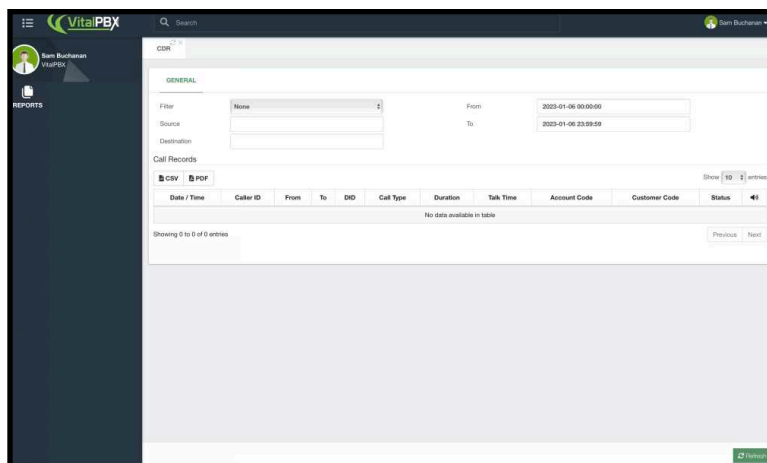 VitalPBX
Search
Sam Buchanan
Sam Buchanan
VitalPBX
REPORTS
CDR
GENERAL
Filter
None
From
2023-01-06 00:00:00
Source
To
2023-01-06 23:59:59
Destination
Call Records
CSV PDF
Show 10 entries
Date / Time Caller ID From To DID Call Type Duration Talk Time Account Code Customer Code Status
No data available in table
Showing 0 to 0 of 0 entries
Previous Next
Refresh